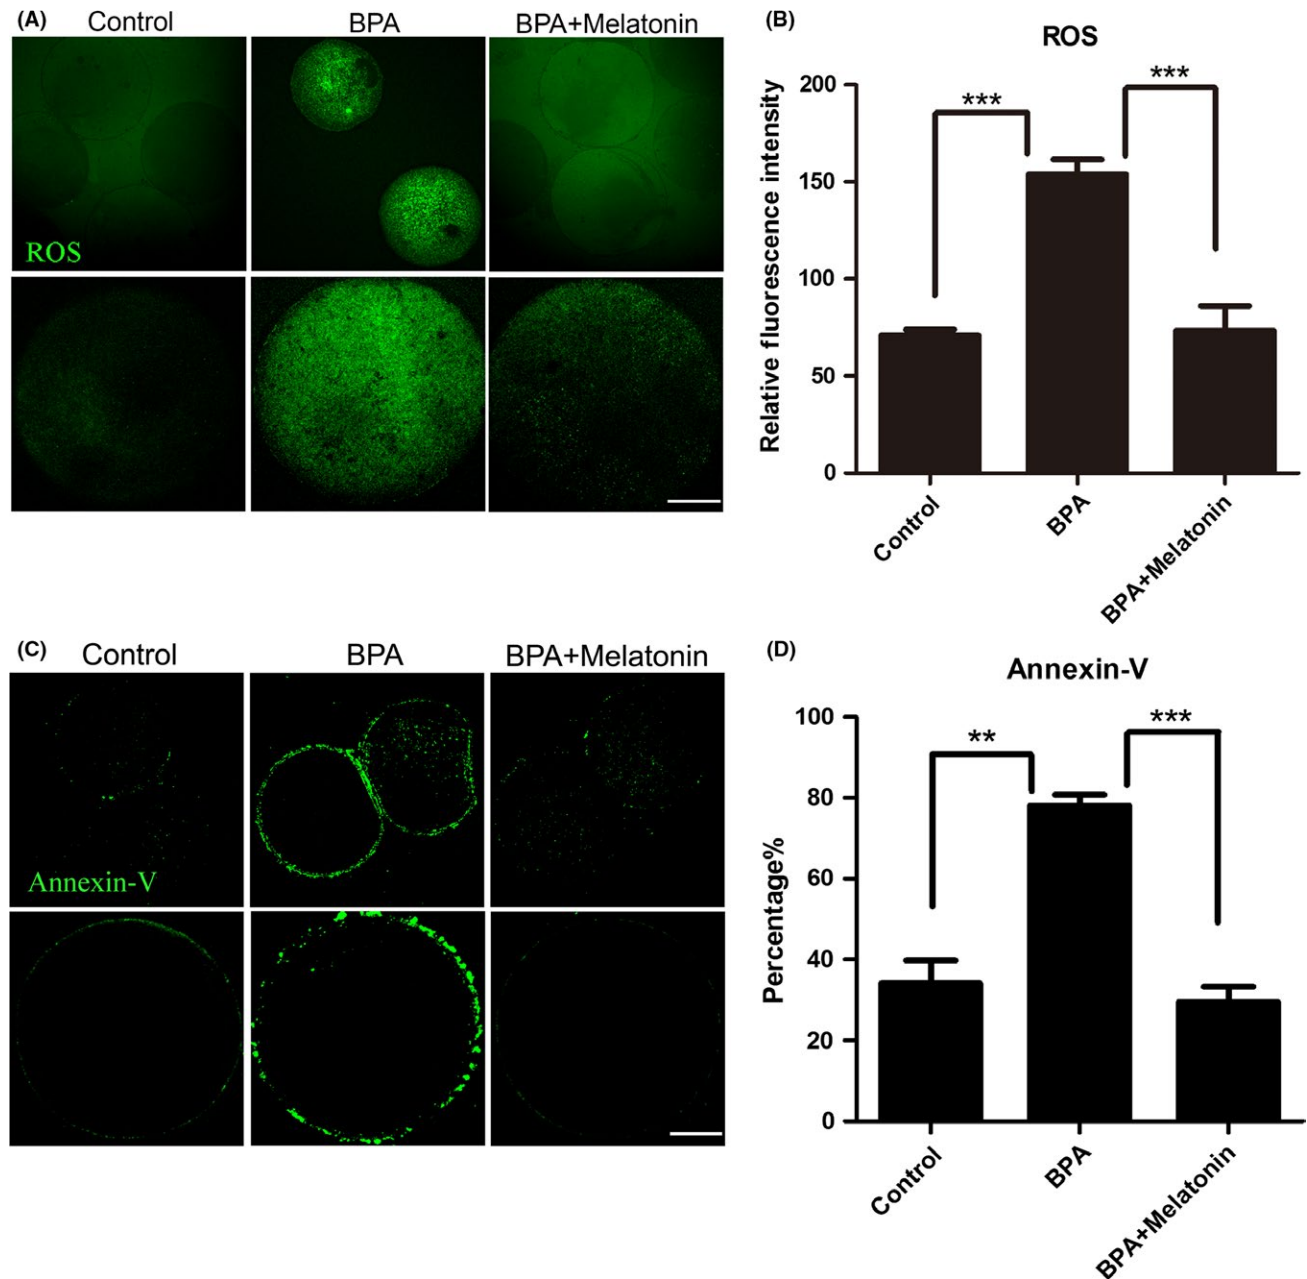 (A)
Control
BPA
BPA+Melatonin
ROS
(B)
ROS
Relative fluorescence intensity
200
150
100
50
0
***
***
Control
BPA
BPA+Melatonin
(C)
Control
BPA
BPA+Melatonin
Annexin-V
(D)
Annexin-V
Percentage%
100
80
60
40
20
0
**
***
Control
BPA
BPA+Melatonin